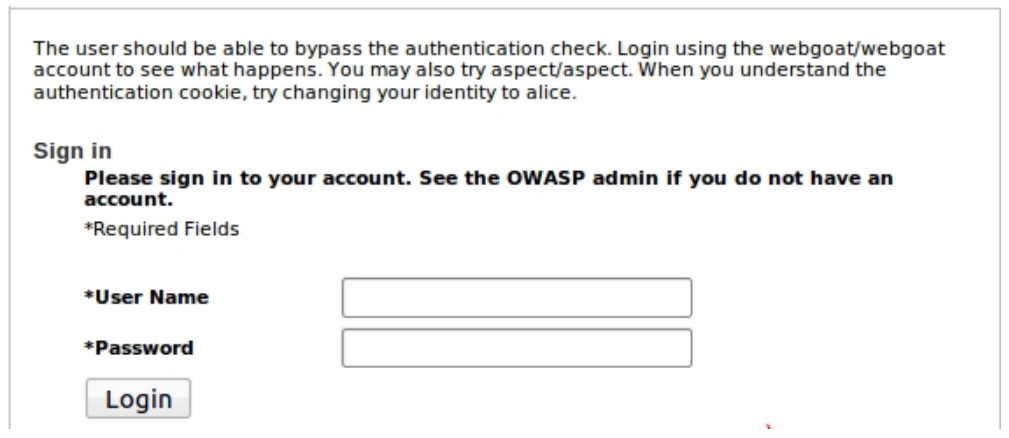 The user should be able to bypass the authentication check. Login using the webgoat/webgoat
account to see what happens. You may also try aspect/aspect. When you understand the
authentication cookie, try changing your identity to alice.
Sign in
Please sign in to your account. See the OWASP admin if you do not have an
account.
*Required Fields
*User Name
*Password
Login